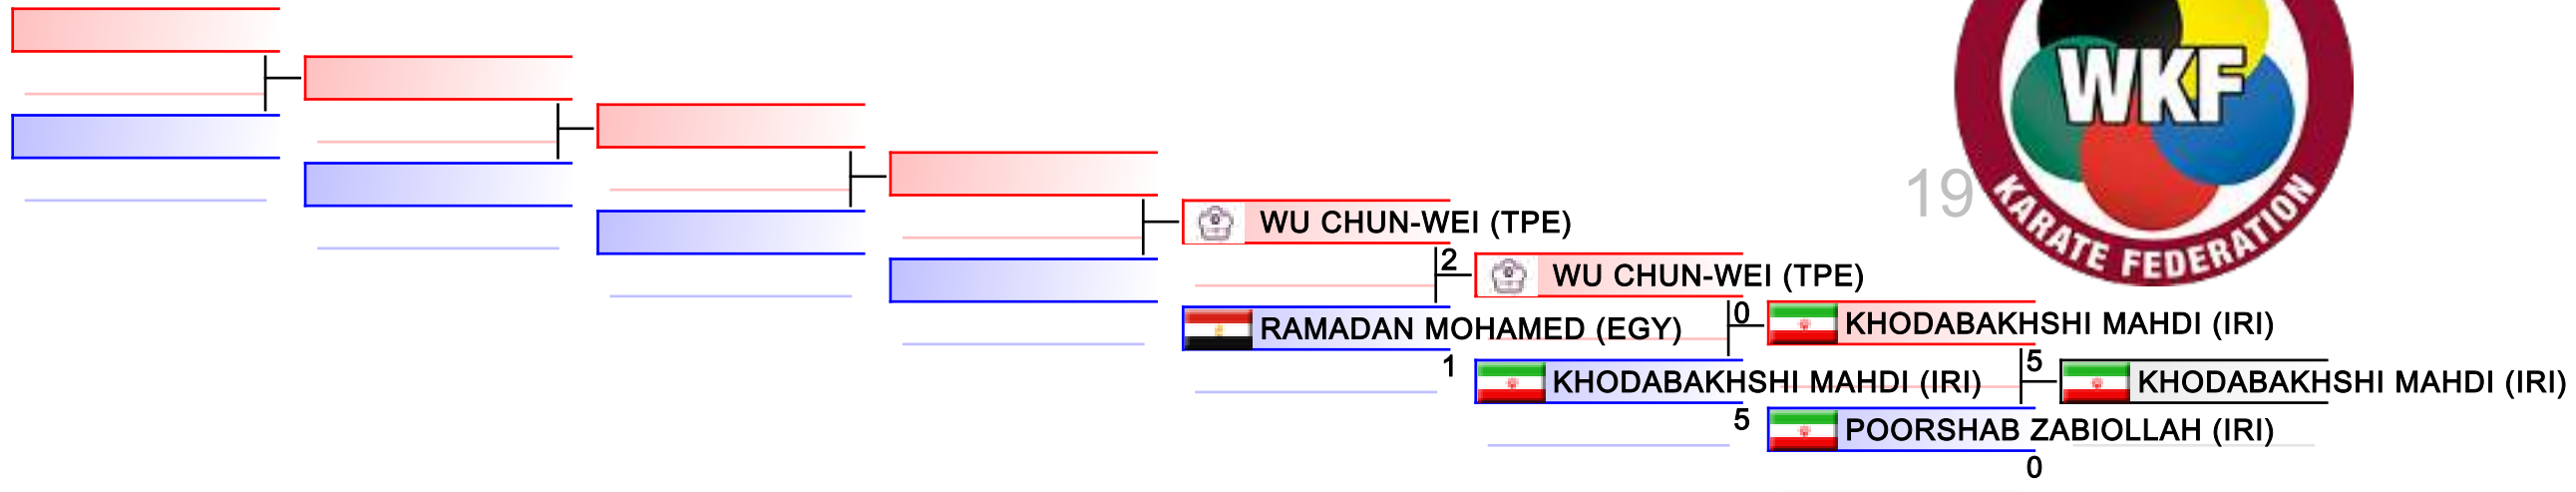 WKF
KARATE FEDERATION
19
WU CHUN-WEI (TPE)
2
WU CHUN-WEI (TPE)
RAMADAN MOHAMED (EGY)
1
0
KHODABAKHSHI MAHDI (IRI)
KHODABAKHSHI MAHDI (IRI)
5
5
KHODABAKHSHI MAHDI (IRI)
POORSHAB ZABIOLLAH (IRI)
0